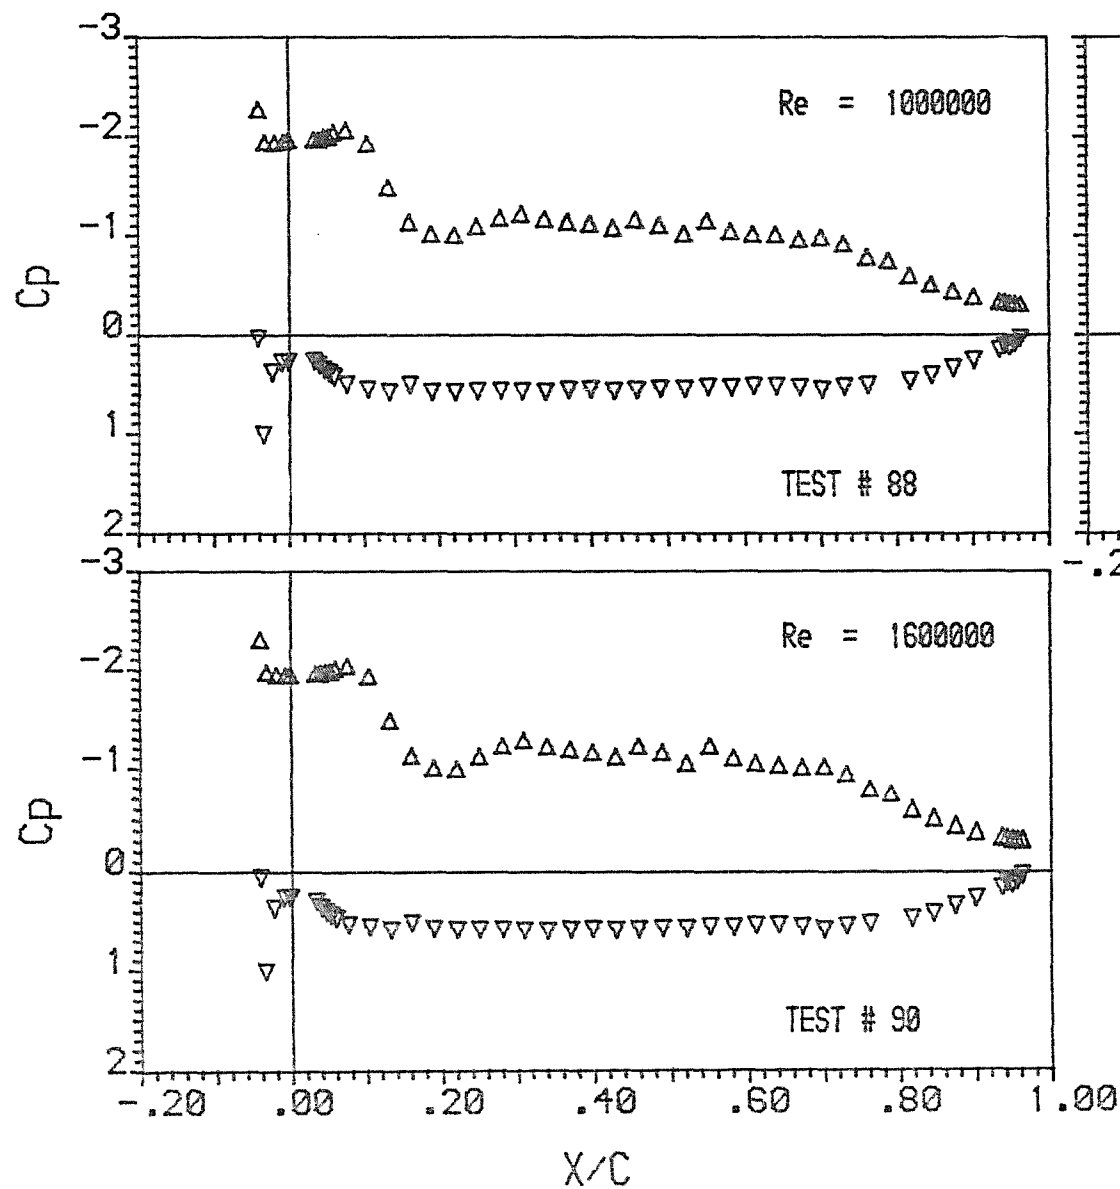 -3
Re = 1000000
-2
-1
Cp
0
1
TEST # 88
2
-3
-.2
Re = 1600000
-2
-1
Cp
0
1
TEST # 90
2
-.20 .00 .20 .40 .60 .80 1.00
X/C